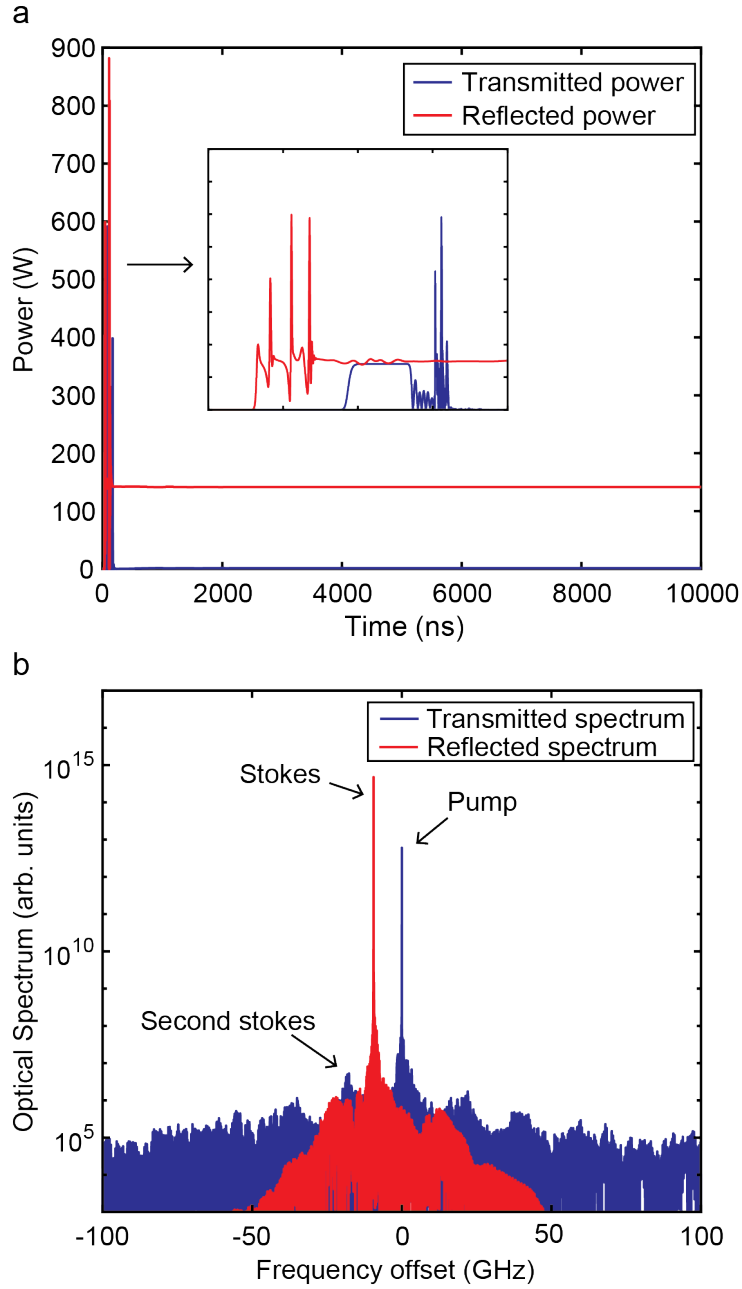 a
900
800
700
600
500
400
300
200
100
0
Power (W)
Transmitted power
Reflected power
0 2000 4000 6000 8000 10000
Time (ns)
b
Transmitted spectrum
Reflected spectrum
Stokes
Pump
Second stokes
10^15
10^10
10^5
Optical Spectrum (arb. units)
-100 -50 0 50 100
Frequency offset (GHz)